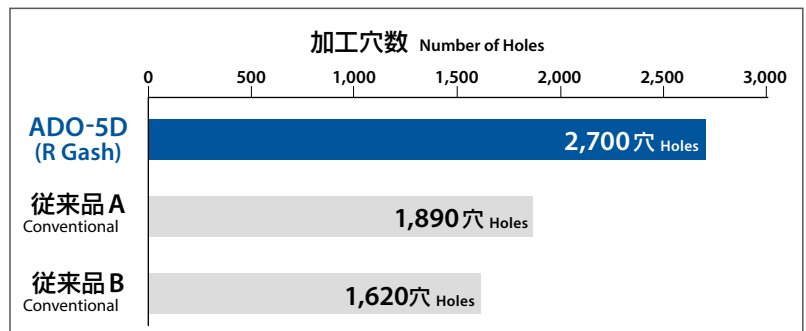 加工穴数 Number of Holes
0 500 1,000 1,500 2,000 2,500 3,000
ADO-5D
(R Gash)
2,700穴 Holes
従来品A
Conventional
1,890穴 Holes
従来品B
Conventional
1,620穴 Holes